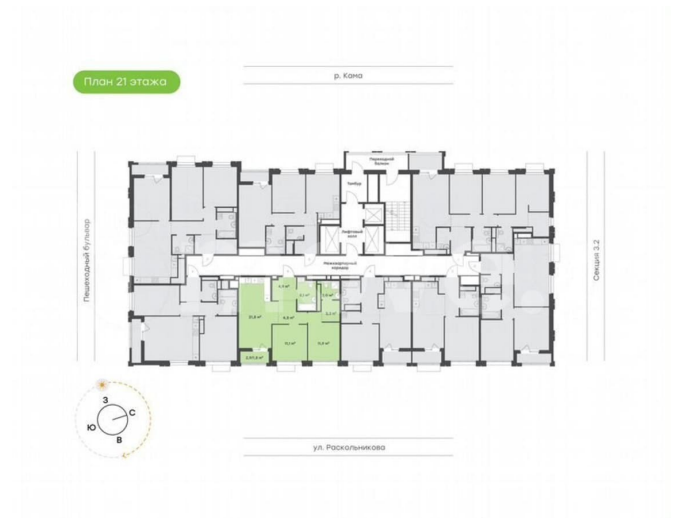 р. Кама
План 21 этажа
Переходной
балкон
Тамбур
Лифтовый
холл
Пешеходный бульвар
Межквартирный
коридор
Секция 3.2
З
С
Ю
В
ул. Раскольникова